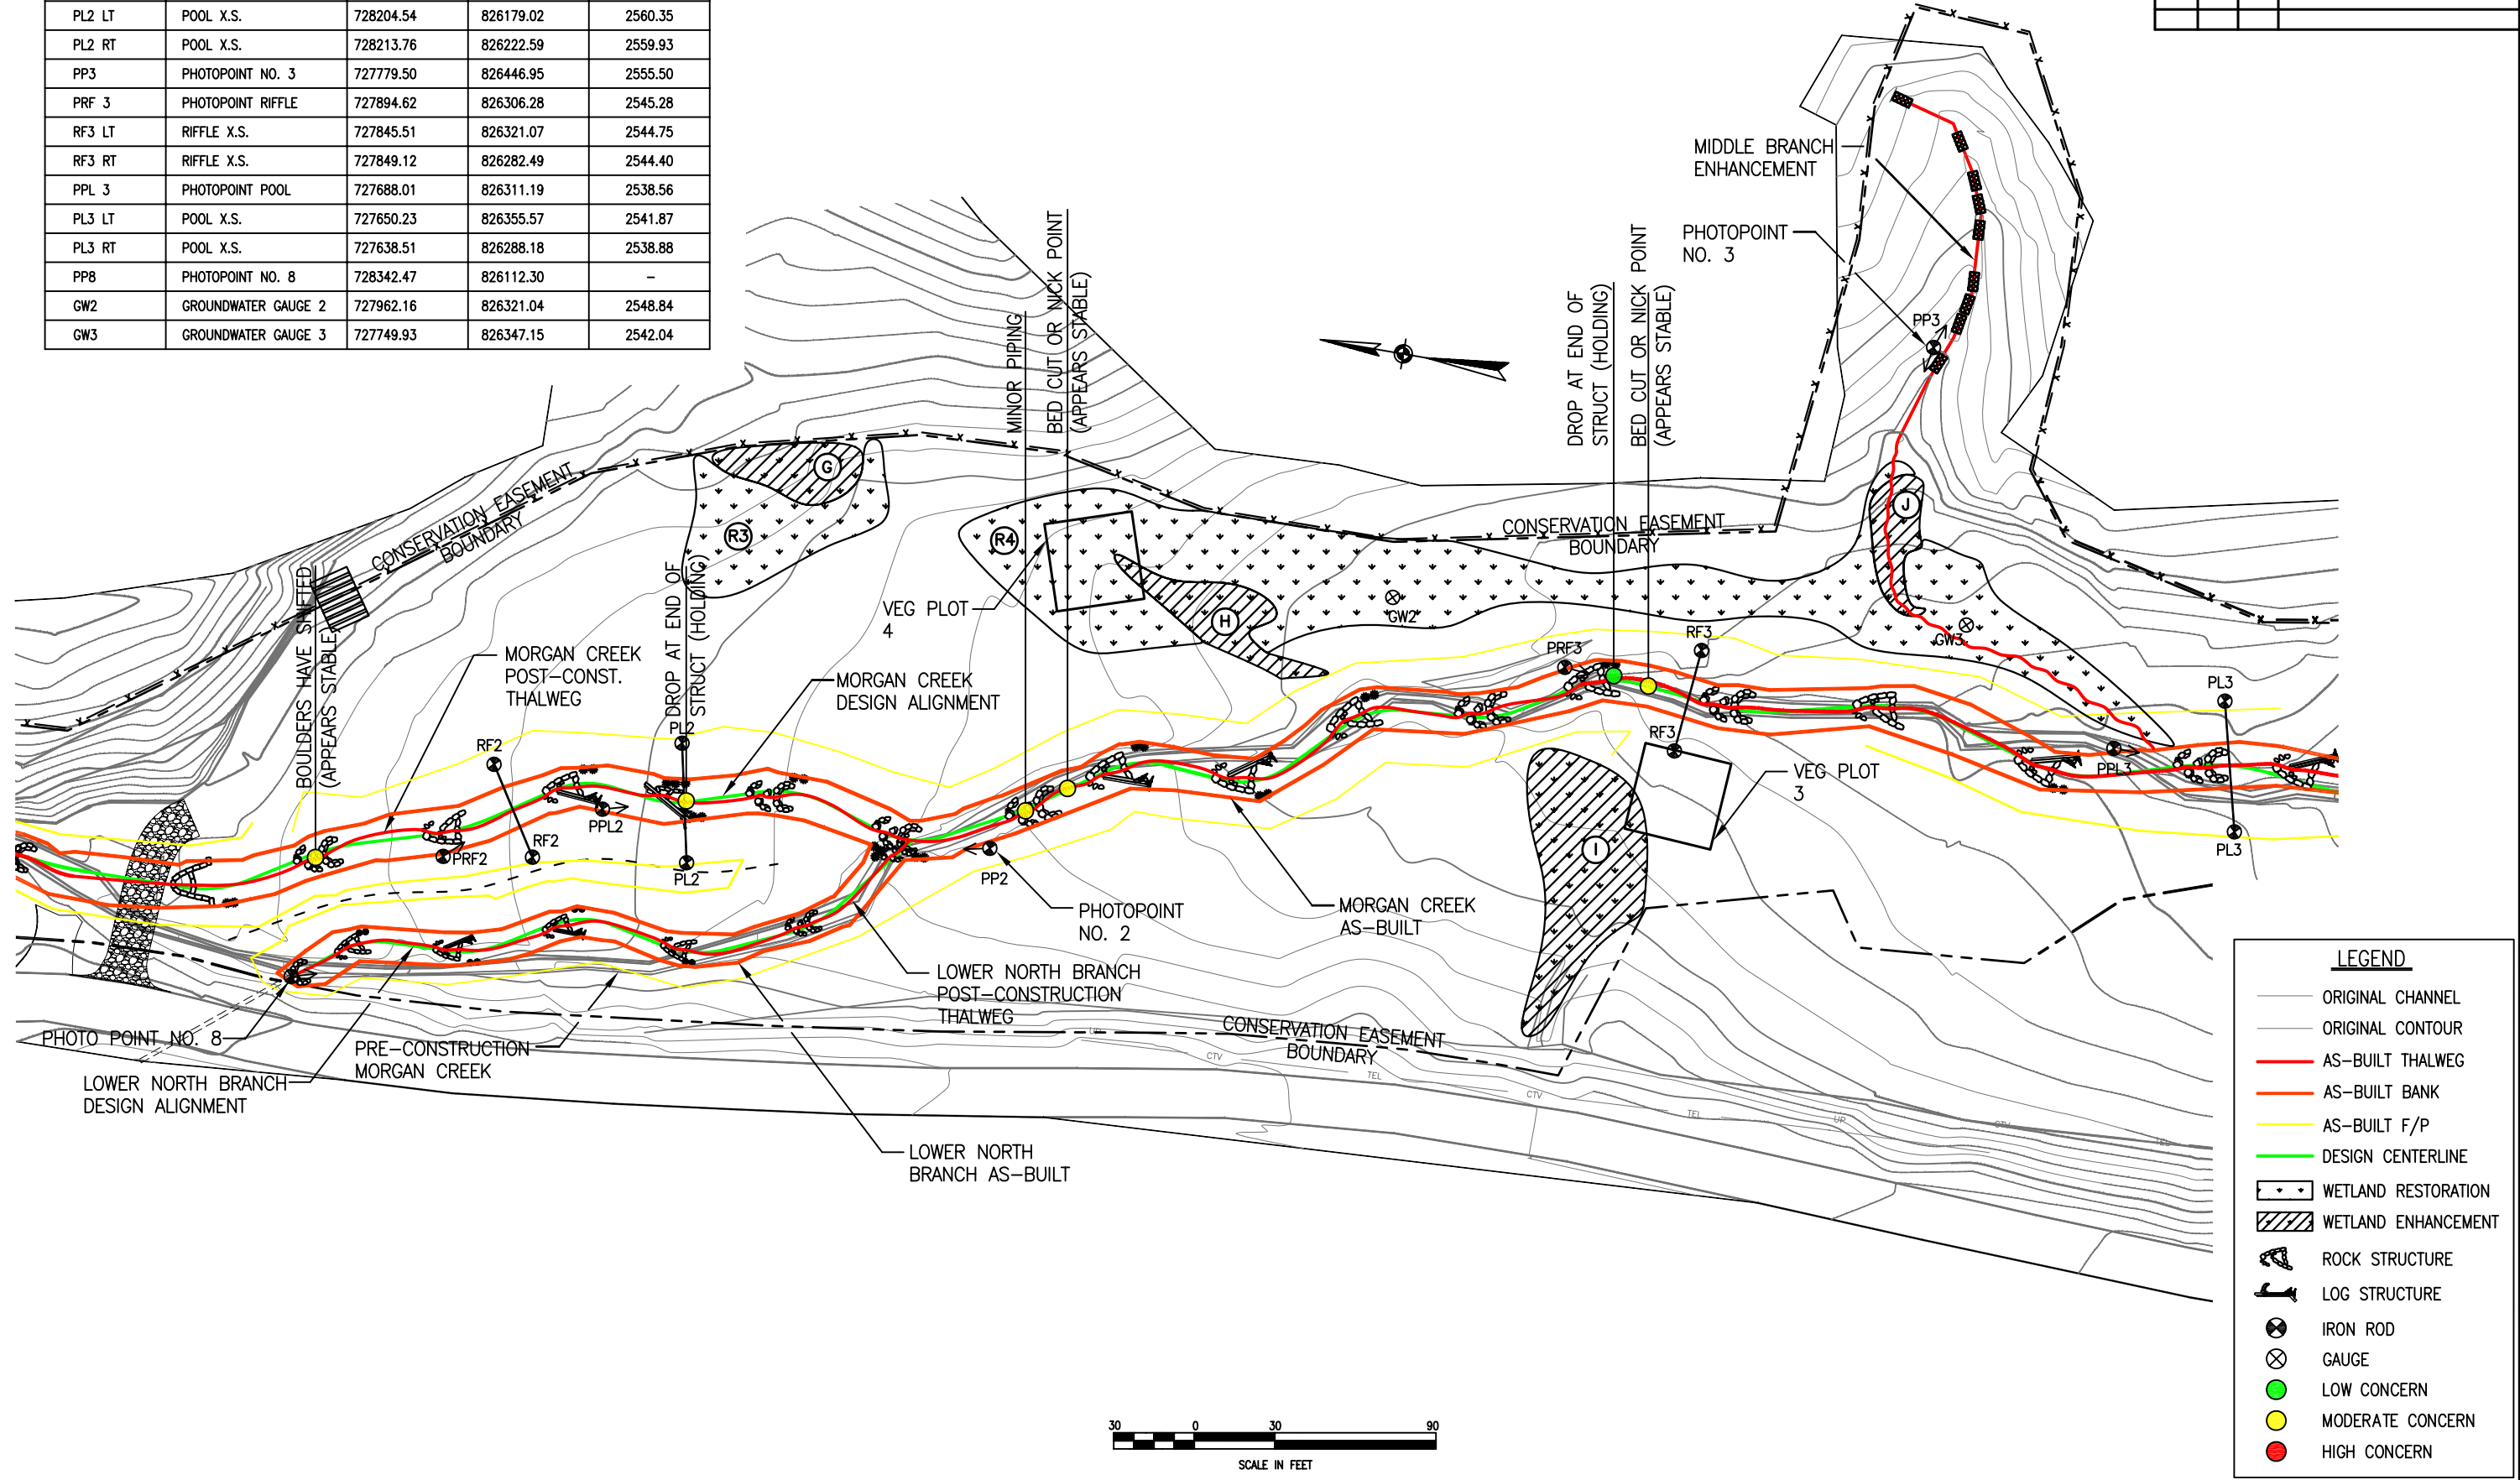 PL2 LT POOL X.S. 728204.54 826179.02 2560.35
PL2 RT POOL X.S. 728213.76 826222.59 2559.93
PP3 PHOTOPOINT NO. 3 727779.50 826446.95 2555.50
PRF 3 PHOTOPOINT RIFFLE 727894.62 826306.28 2545.28
RF3 LT RIFFLE X.S. 727845.51 826321.07 2544.75
RF3 RT RIFFLE X.S. 727849.12 826282.49 2544.40
PPL 3 PHOTOPOINT POOL 727688.01 826311.19 2538.56
PL3 LT POOL X.S. 727650.23 826355.57 2541.87
PL3 RT POOL X.S. 727638.51 826288.18 2538.88
PP8 PHOTOPOINT NO. 8 728342.47 826112.30 –
GW2 GROUNDWATER GAUGE 2 727962.16 826321.04 2548.84
GW3 GROUNDWATER GAUGE 3 727749.93 826347.15 2542.04
MIDDLE BRANCH
ENHANCEMENT
PHOTOPOINT
NO. 3
PP3
MINOR PIPING
BED CUT OR NICK POINT
(APPEARS STABLE)
DROP AT END OF
STRUCT (HOLDING)
BED CUT OR NICK POINT
(APPEARS STABLE)
CONSERVATION EASEMENT
BOUNDARY
G
R3
R4
H
J
I
CONSERVATION EASEMENT
BOUNDARY
BOULDERS HAVE SHIFTED
(APPEARS STABLE)
DROP AT END OF
STRUCT (HOLDING)
VEG PLOT
4
GW2
GW3
MORGAN CREEK
POST-CONST.
THALWEG
MORGAN CREEK
DESIGN ALIGNMENT
RF2
PL2
PRF3
RF3
RF3
PL3
PPL3
PL3
PPL2
PRF2
RF2
PL2
PP2
VEG PLOT
3
PHOTOPOINT
NO. 2
MORGAN CREEK
AS-BUILT
LOWER NORTH BRANCH
POST-CONSTRUCTION
THALWEG
PHOTO POINT NO. 8
PRE-CONSTRUCTION
MORGAN CREEK
LOWER NORTH BRANCH
DESIGN ALIGNMENT
CONSERVATION EASEMENT
BOUNDARY
UP
CTV
TEL
CTV
TEL
UP
CTV
TEL
LOWER NORTH
BRANCH AS-BUILT
LEGEND
ORIGINAL CHANNEL
ORIGINAL CONTOUR
AS-BUILT THALWEG
AS-BUILT BANK
AS-BUILT F/P
DESIGN CENTERLINE
WETLAND RESTORATION
WETLAND ENHANCEMENT
ROCK STRUCTURE
LOG STRUCTURE
IRON ROD
GAUGE
LOW CONCERN
MODERATE CONCERN
HIGH CONCERN
30 0 30 90
SCALE IN FEET